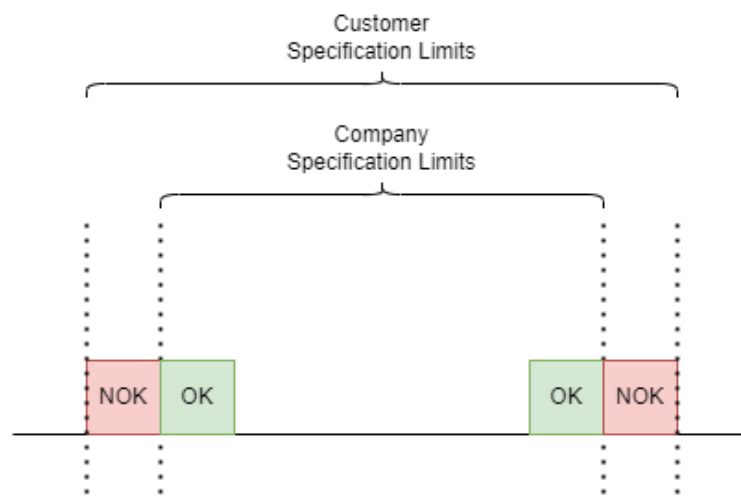 Customer
Specification Limits
Company
Specification Limits
NOK OK OK NOK